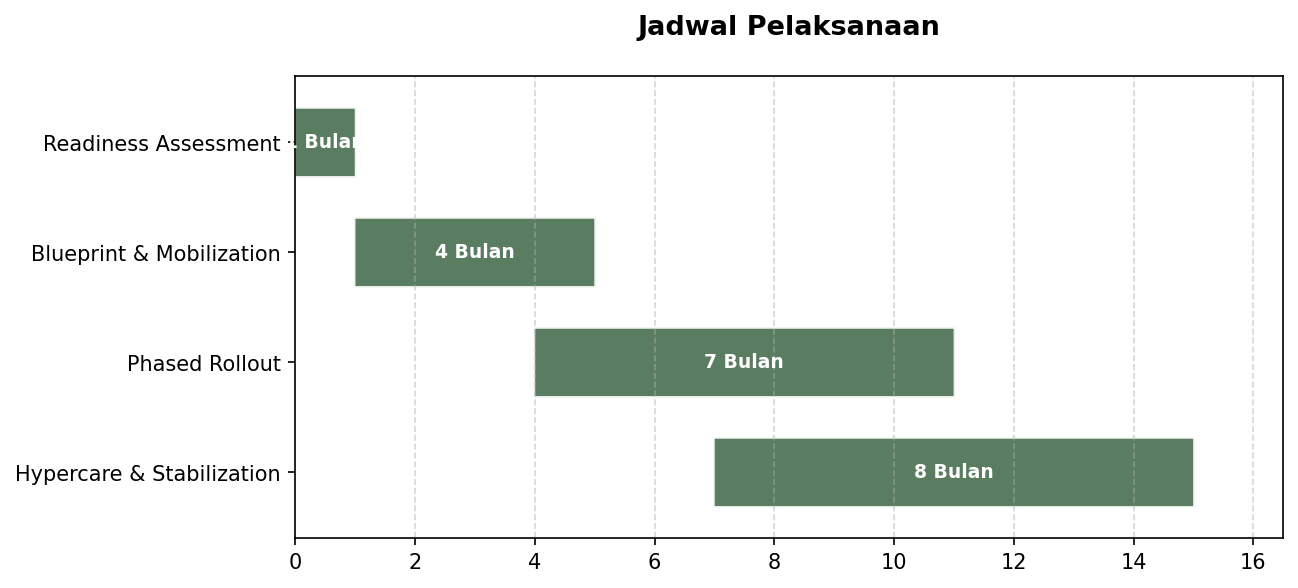 Jadwal Pelaksanaan
Readiness Assessment
Bulan
Blueprint & Mobilization
4 Bulan
Phased Rollout
7 Bulan
Hypercare & Stabilization
8 Bulan
0 2 4 6 8 10 12 14 16